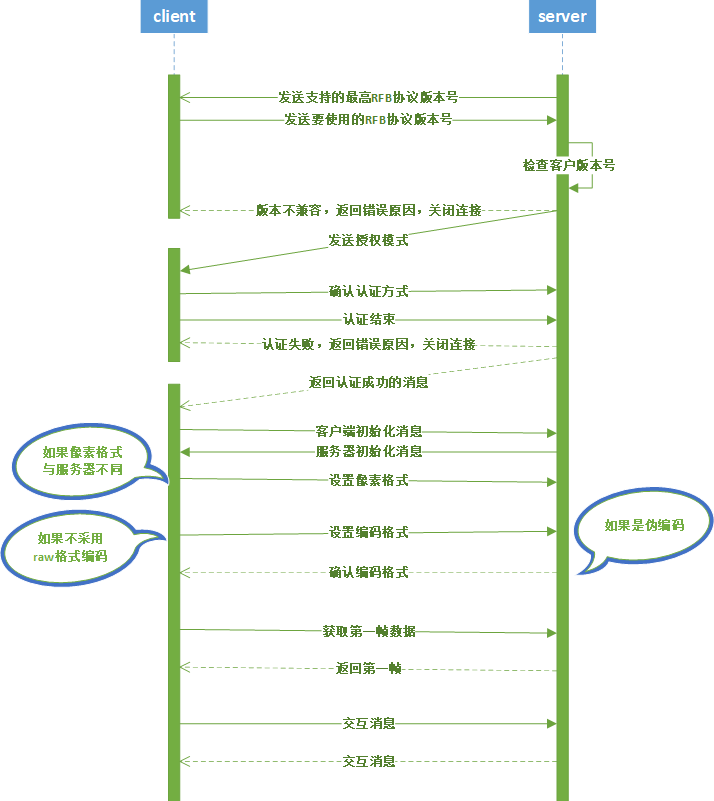 client
server
发送支持的最高RFB协议版本号
发送要使用的RFB协议版本号
检查客户版本号
版本不兼容，返回错误原因，关闭连接
发送授权模式
确认认证方式
认证结束
认证失败，返回错误原因，关闭连接
返回认证成功的消息
客户端初始化消息
服务器初始化消息
如果像素格式
与服务器不同
设置像素格式
如果不采用
raw格式编码
设置编码格式
如果是伪编码
确认编码格式
获取第一帧数据
返回第一帧
交互消息
交互消息